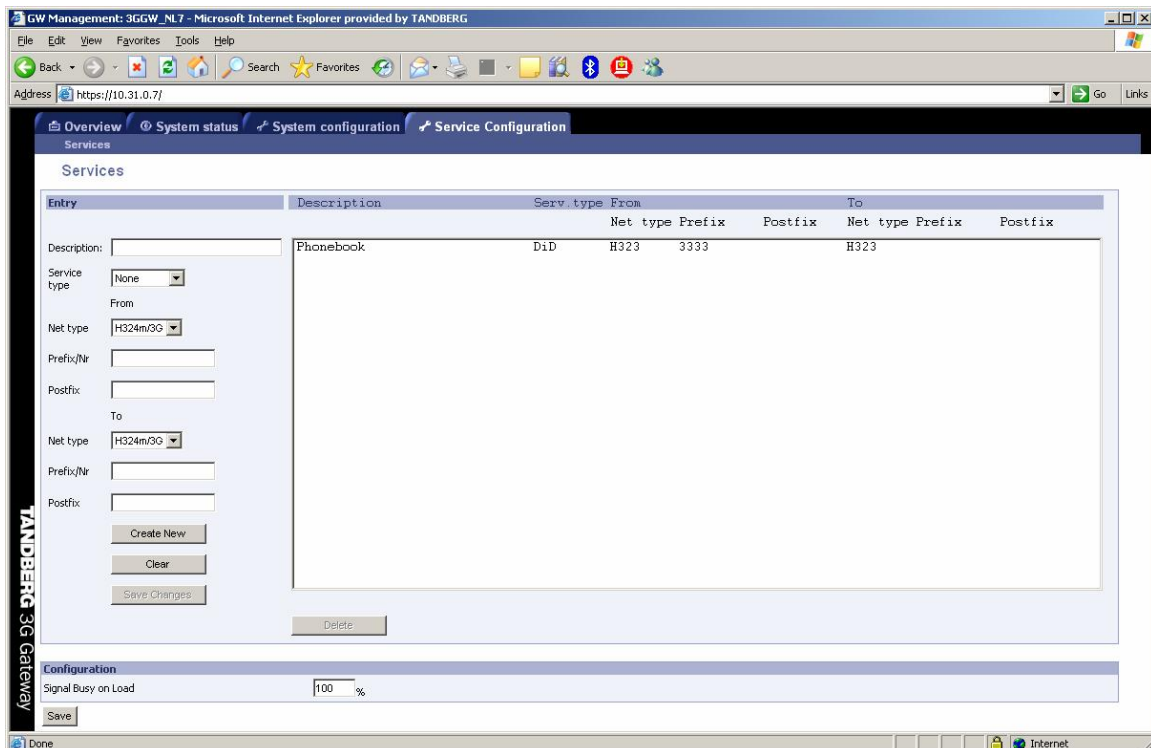 GW Management: 3GGW_NL7 - Microsoft Internet Explorer provided by TANDBERG
File Edit View Favorites Tools Help
Back Search Favorites
Address https://10.31.0.7/ Go Links
Overview System status System configuration Service Configuration
Services
Services
Entry Description Serv.type From To
Net type Prefix Postfix Net type Prefix Postfix
Description: Phonebook DiD H323 3333 H323
Service type None
From
Net type H324m/3G
Prefix/Nr
Postfix
To
Net type H324m/3G
Prefix/Nr
Postfix
Create New
Clear
Save Changes
Delete
TANDBERG 3G Gateway
Configuration
Signal Busy on Load 100 %
Save
Done Internet